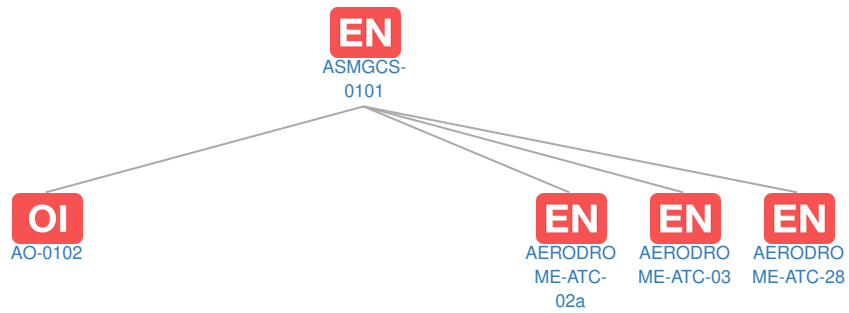 EN
ASMGCS-
0101
OI
AO-0102
EN
AERODRO
ME-ATC-
02a
EN
AERODRO
ME-ATC-03
EN
AERODRO
ME-ATC-28